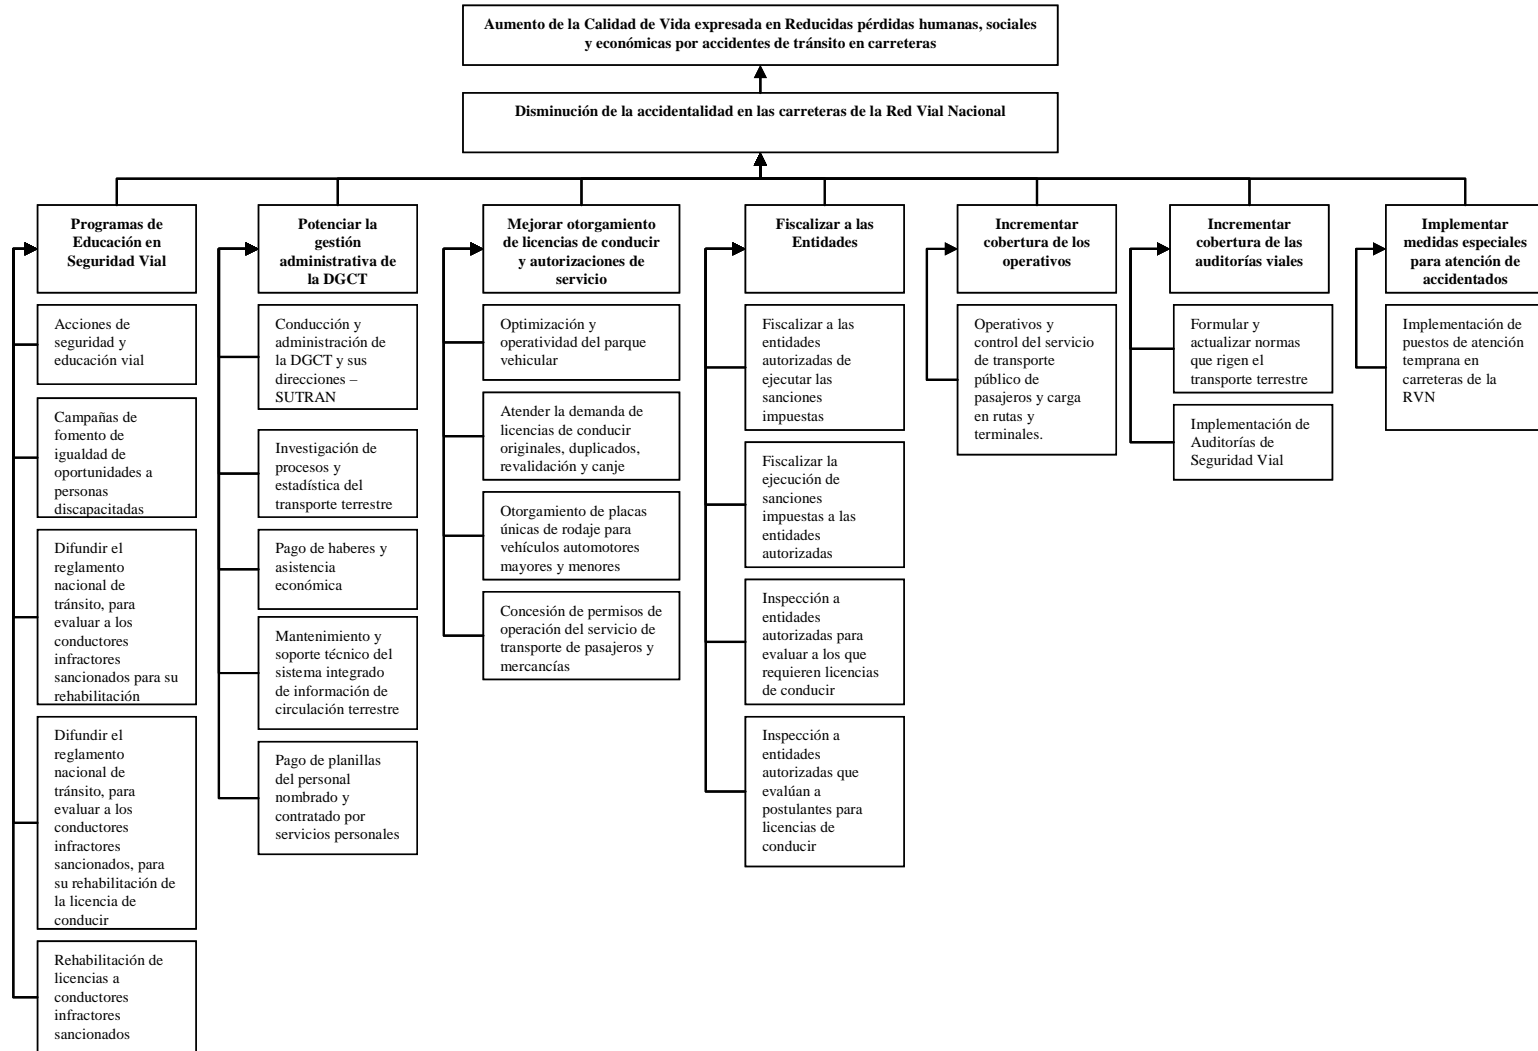 Aumento de la Calidad de Vida expresada en Reducidas pérdidas humanas, sociales
y económicas por accidentes de tránsito en carreteras
Disminución de la accidentalidad en las carreteras de la Red Vial Nacional
Programas de
Educación en
Seguridad Vial
Acciones de
seguridad y
educación vial
Campañas de
fomento de
igualdad de
oportunidades a
personas
discapacitadas
Difundir el
reglamento
nacional de
tránsito, para
evaluar a los
conductores
infractores
sancionados para su
rehabilitación
Difundir el
reglamento
nacional de
tránsito, para
evaluar a los
conductores
infractores
sancionados, para
su rehabilitación de
la licencia de
conducir
Rehabilitación de
licencias a
conductores
infractores
sancionados
Potenciar la
gestión
administrativa de
la DGCT
Conducción y
administración de
la DGCT y sus
direcciones –
SUTRAN
Investigación de
procesos y
estadística del
transporte terrestre
Pago de haberes y
asistencia
económica
Mantenimiento y
soporte técnico del
sistema integrado
de información de
circulación terrestre
Pago de planillas
del personal
nombrado y
contratado por
servicios personales
Mejorar otorgamiento
de licencias de conducir
y autorizaciones de
servicio
Optimización y
operatividad del parque
vehicular
Atender la demanda de
licencias de conducir
originales, duplicados,
revalidación y canje
Otorgamiento de placas
únicas de rodaje para
vehículos automotores
mayores y menores
Concesión de permisos de
operación del servicio de
transporte de pasajeros y
mercancías
Fiscalizar a las
Entidades
Fiscalizar a las
entidades
autorizadas de
ejecutar las
sanciones
impuestas
Fiscalizar la
ejecución de
sanciones
impuestas a las
entidades
autorizadas
Inspección a
entidades
autorizadas para
evaluar a los que
requieren licencias
de conducir
Inspección a
entidades
autorizadas que
evalúan a
postulantes para
licencias de
conducir
Incrementar
cobertura de los
operativos
Operativos y
control del servicio
de transporte
público de
pasajeros y carga
en rutas y
terminales.
Incrementar
cobertura de las
auditorías viales
Formular y
actualizar normas
que rigen el
transporte terrestre
Implementación de
Auditorías de
Seguridad Vial
Implementar
medidas especiales
para atención de
accidentados
Implementación de
puestos de atención
temprana en
carreteras de la
RVN